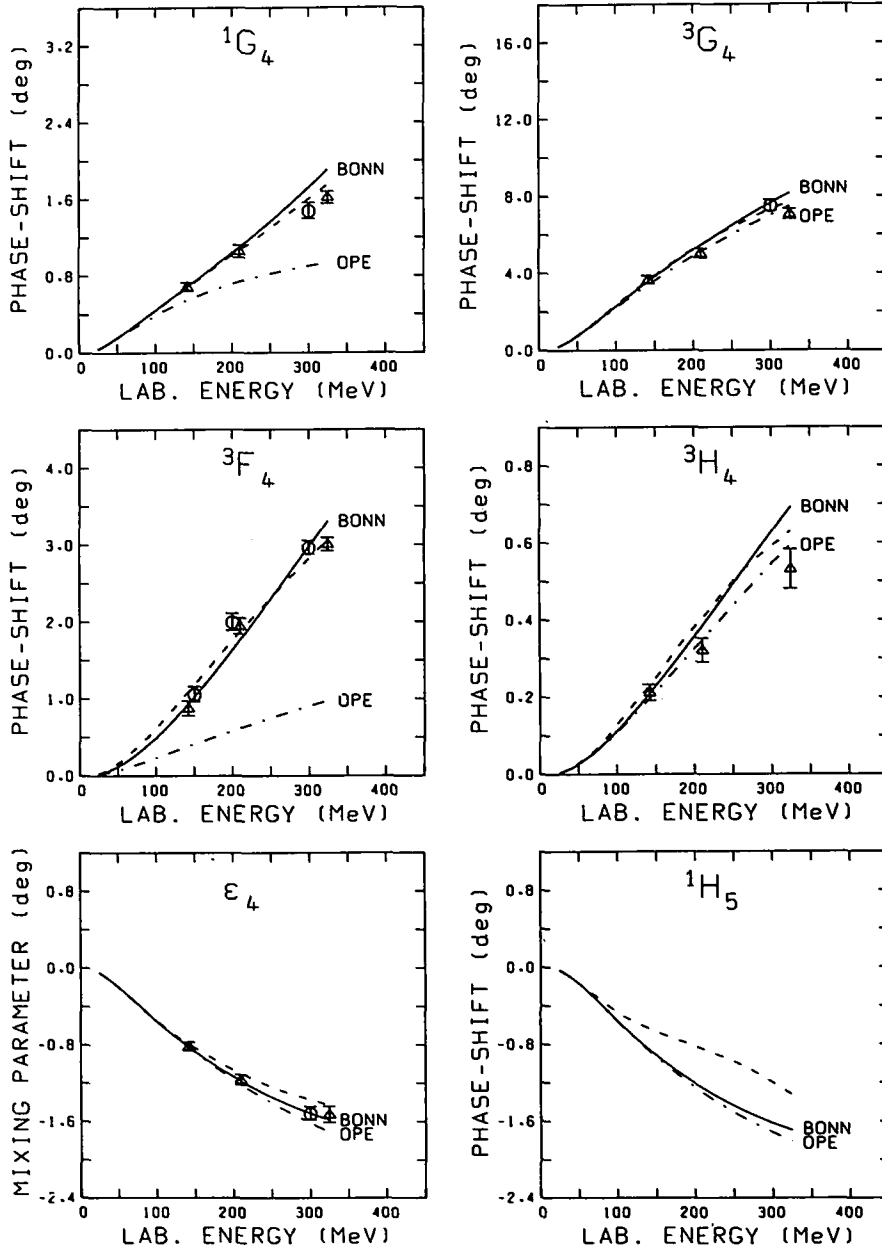 ¹G₄
PHASE-SHIFT (deg)
3.2
2.4
1.6
0.8
0.0
BONN
OPE
0 100 200 300 400
LAB. ENERGY (MeV)
³G₄
PHASE-SHIFT (deg)
16.0
12.0
8.0
4.0
0.0
BONN
OPE
0 100 200 300 400
LAB. ENERGY (MeV)
³F₄
PHASE-SHIFT (deg)
4.0
3.0
2.0
1.0
0.0
BONN
OPE
0 100 200 300 400
LAB. ENERGY (MeV)
³H₄
PHASE-SHIFT (deg)
0.8
0.6
0.4
0.2
0.0
BONN
OPE
0 100 200 300 400
LAB. ENERGY (MeV)
ε₄
MIXING PARAMETER (deg)
0.8
0.0
-0.8
-1.6
-2.4
BONN
OPE
0 100 200 300 400
LAB. ENERGY (MeV)
¹H₅
PHASE-SHIFT (deg)
0.8
0.0
-0.8
-1.6
-2.4
BONN
OPE
0 100 200 300 400
LAB. ENERGY (MeV)